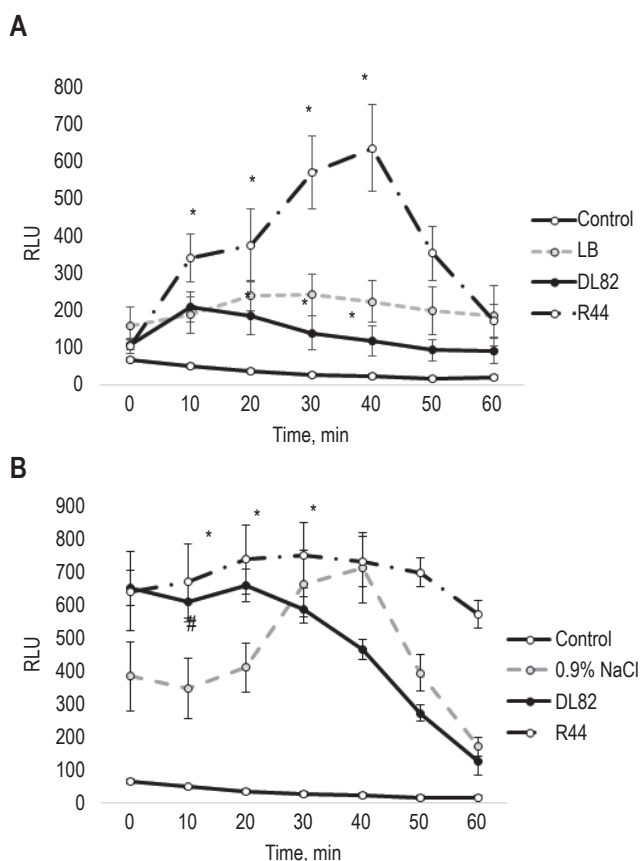 A
800
700
600
500
400
300
200
100
0
RLU
* * * * *
* * *
0 10 20 30 40 50 60
Time, min
Control
LB
DL82
R44
B
900
800
700
600
500
400
300
200
100
0
RLU
* * *
#
0 10 20 30 40 50 60
Time, min
Control
0.9% NaCl
DL82
R44